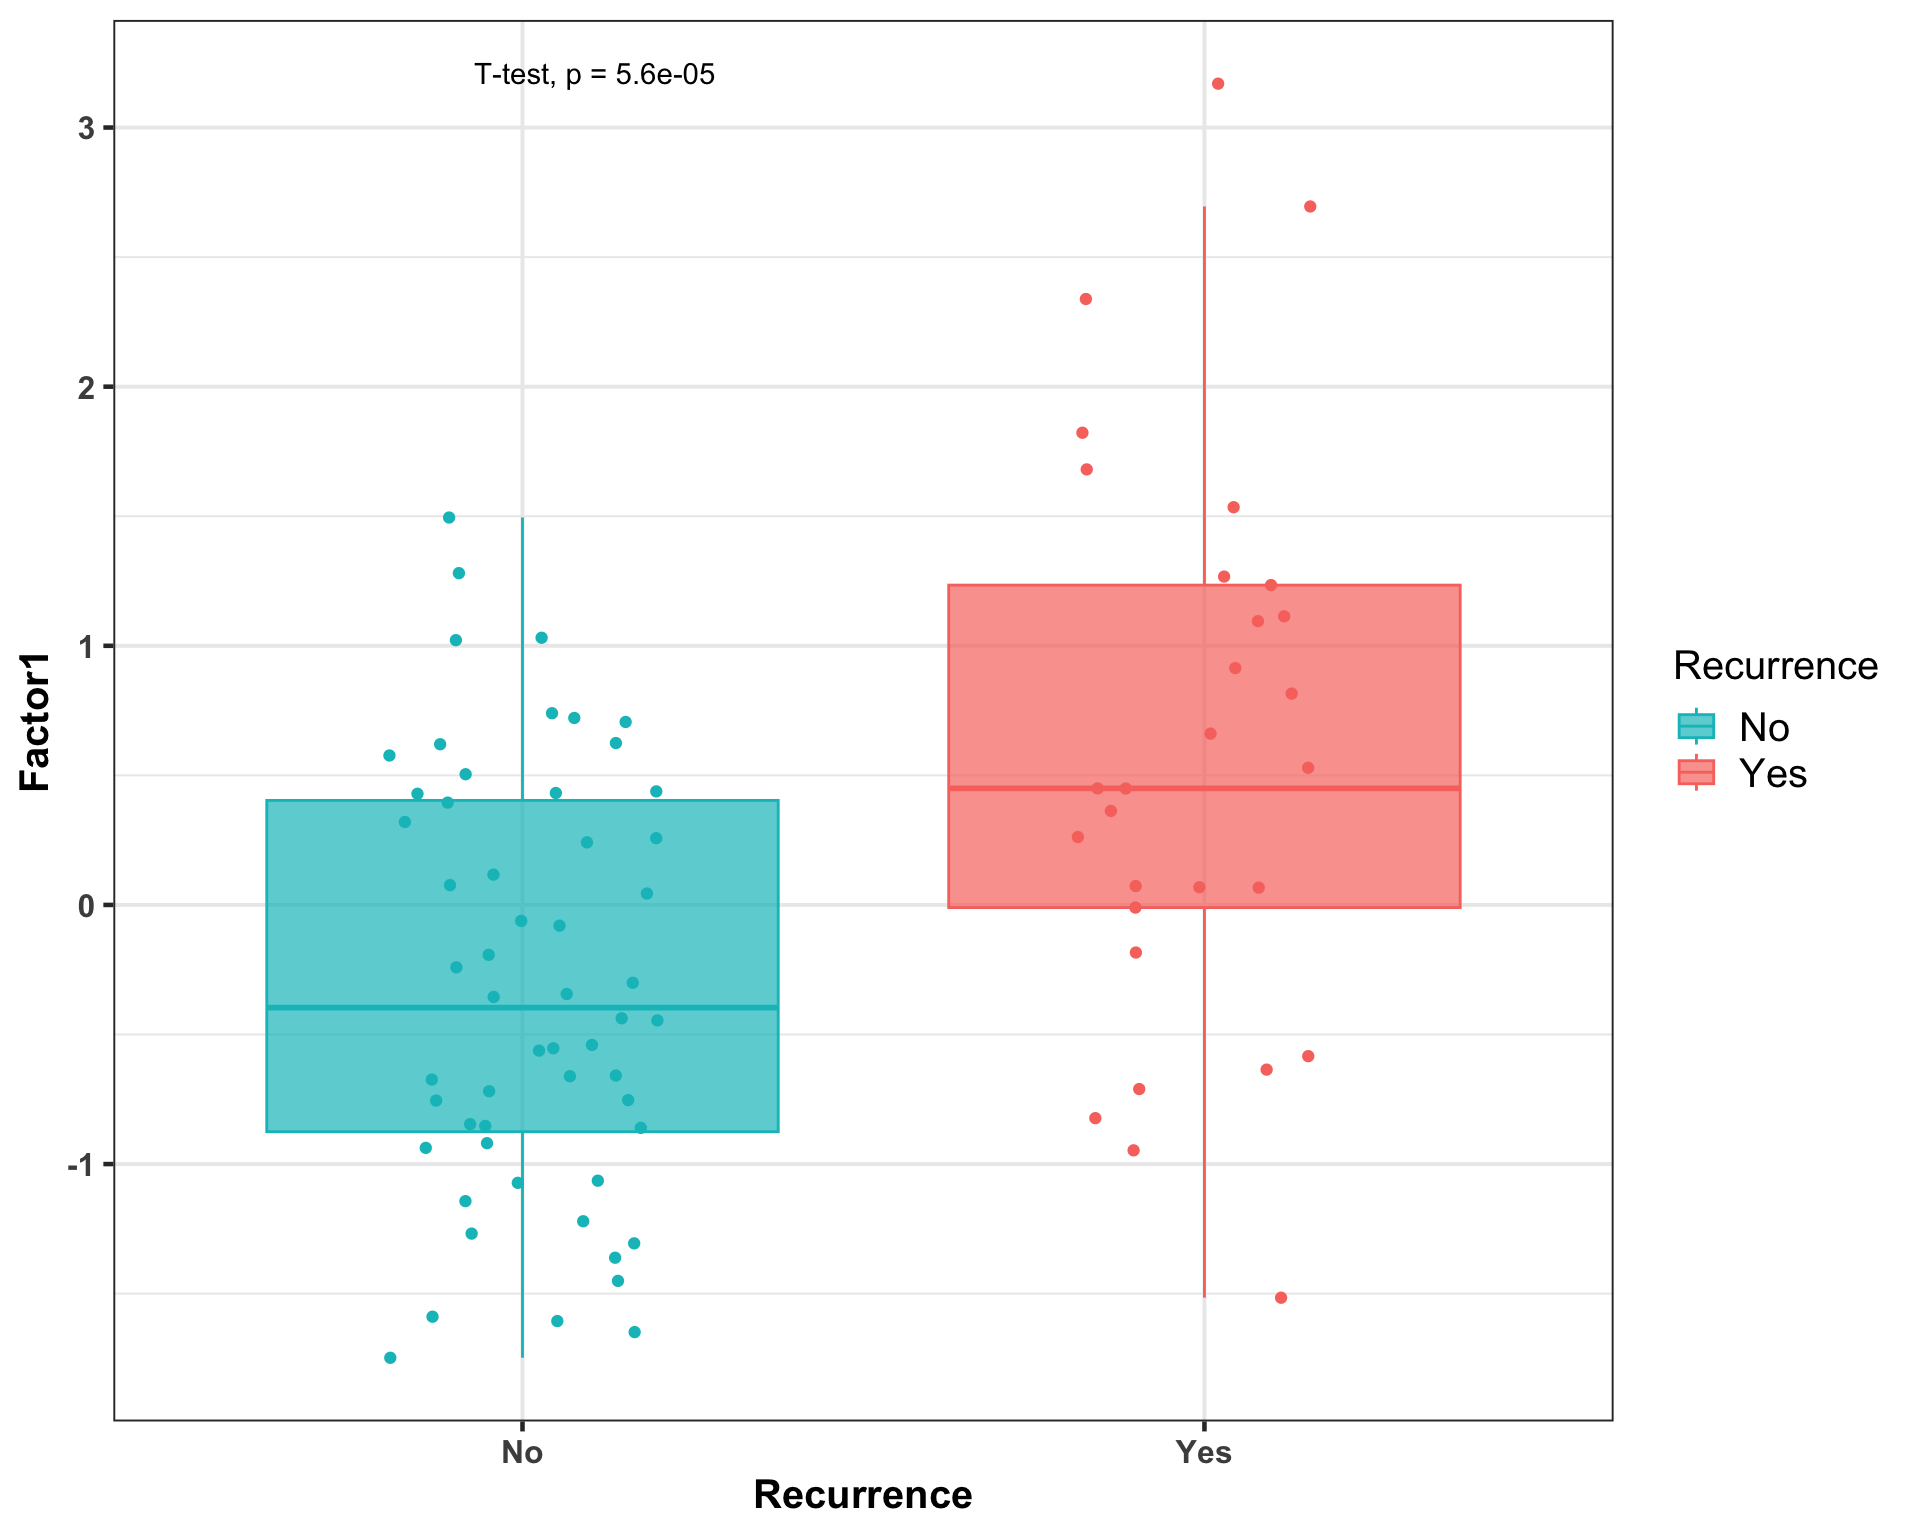 T-test, p = 5.6e-05
3
2
1
0
-1
Factor1
No
Yes
Recurrence
Recurrence
No
Yes